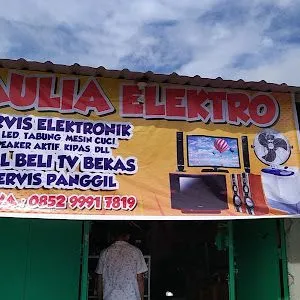 AULIA ELEKTRO
RVIS ELEKTRONIK
LED TABUNG MESIN CUCI
PEAKER AKTIF KIPAS DLL
L BELI TV BEKAS
ERVIS PANGGIL
A : 0852 9991 7819